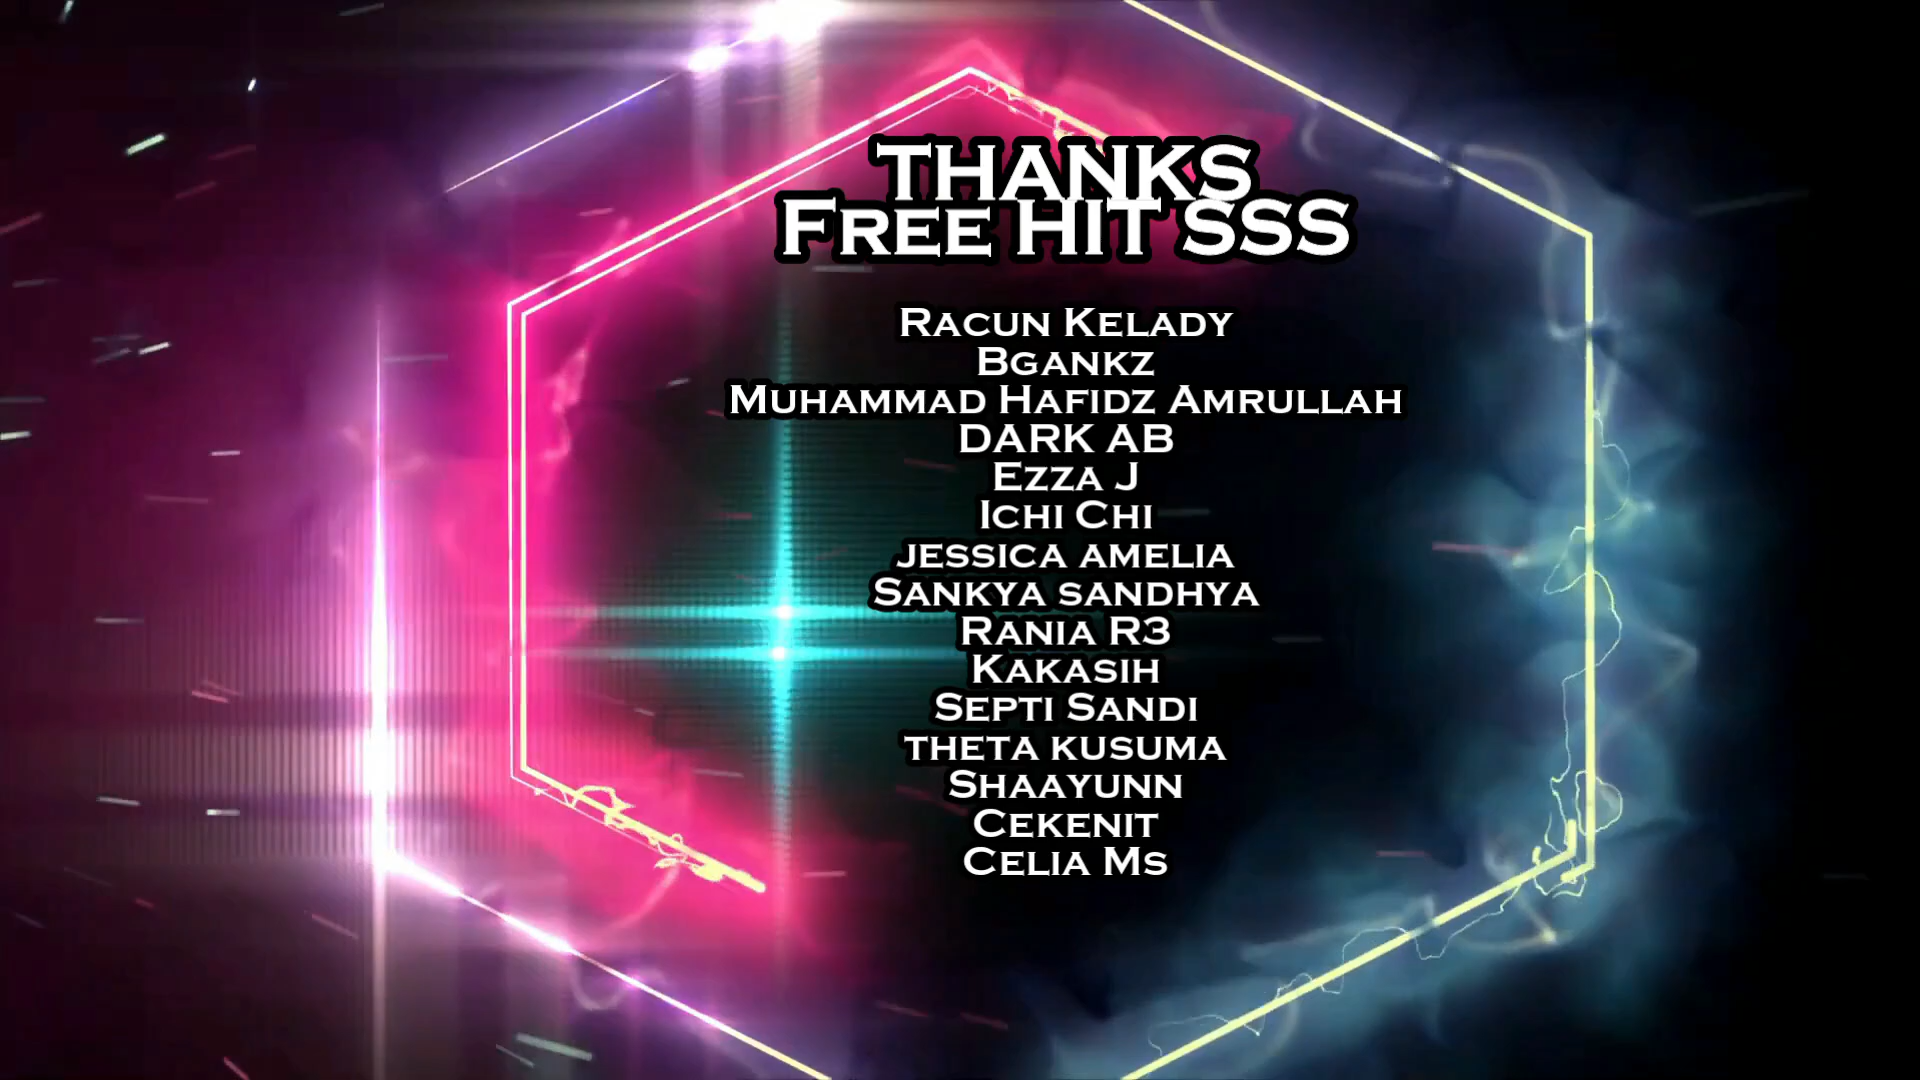 THANKS
FREE HIT SSS
RACUN KELADY
BGANKZ
MUHAMMAD HAFIDZ AMRULLAH
DARK AB
EZZA J
ICHI CHI
JESSICA AMELIA
SANKYA SANDHYA
RANIA R3
KAKASIH
SEPTI SANDI
THETA KUSUMA
SHAAYUNN
CEKENIT
CELIA MS